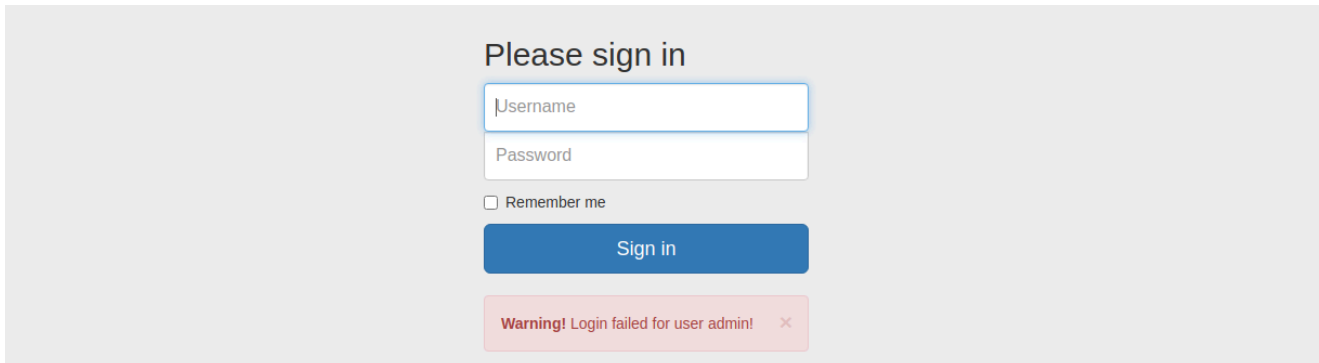 Please sign in
Username
Password
Remember me
Sign in
Warning! Login failed for user admin! ×